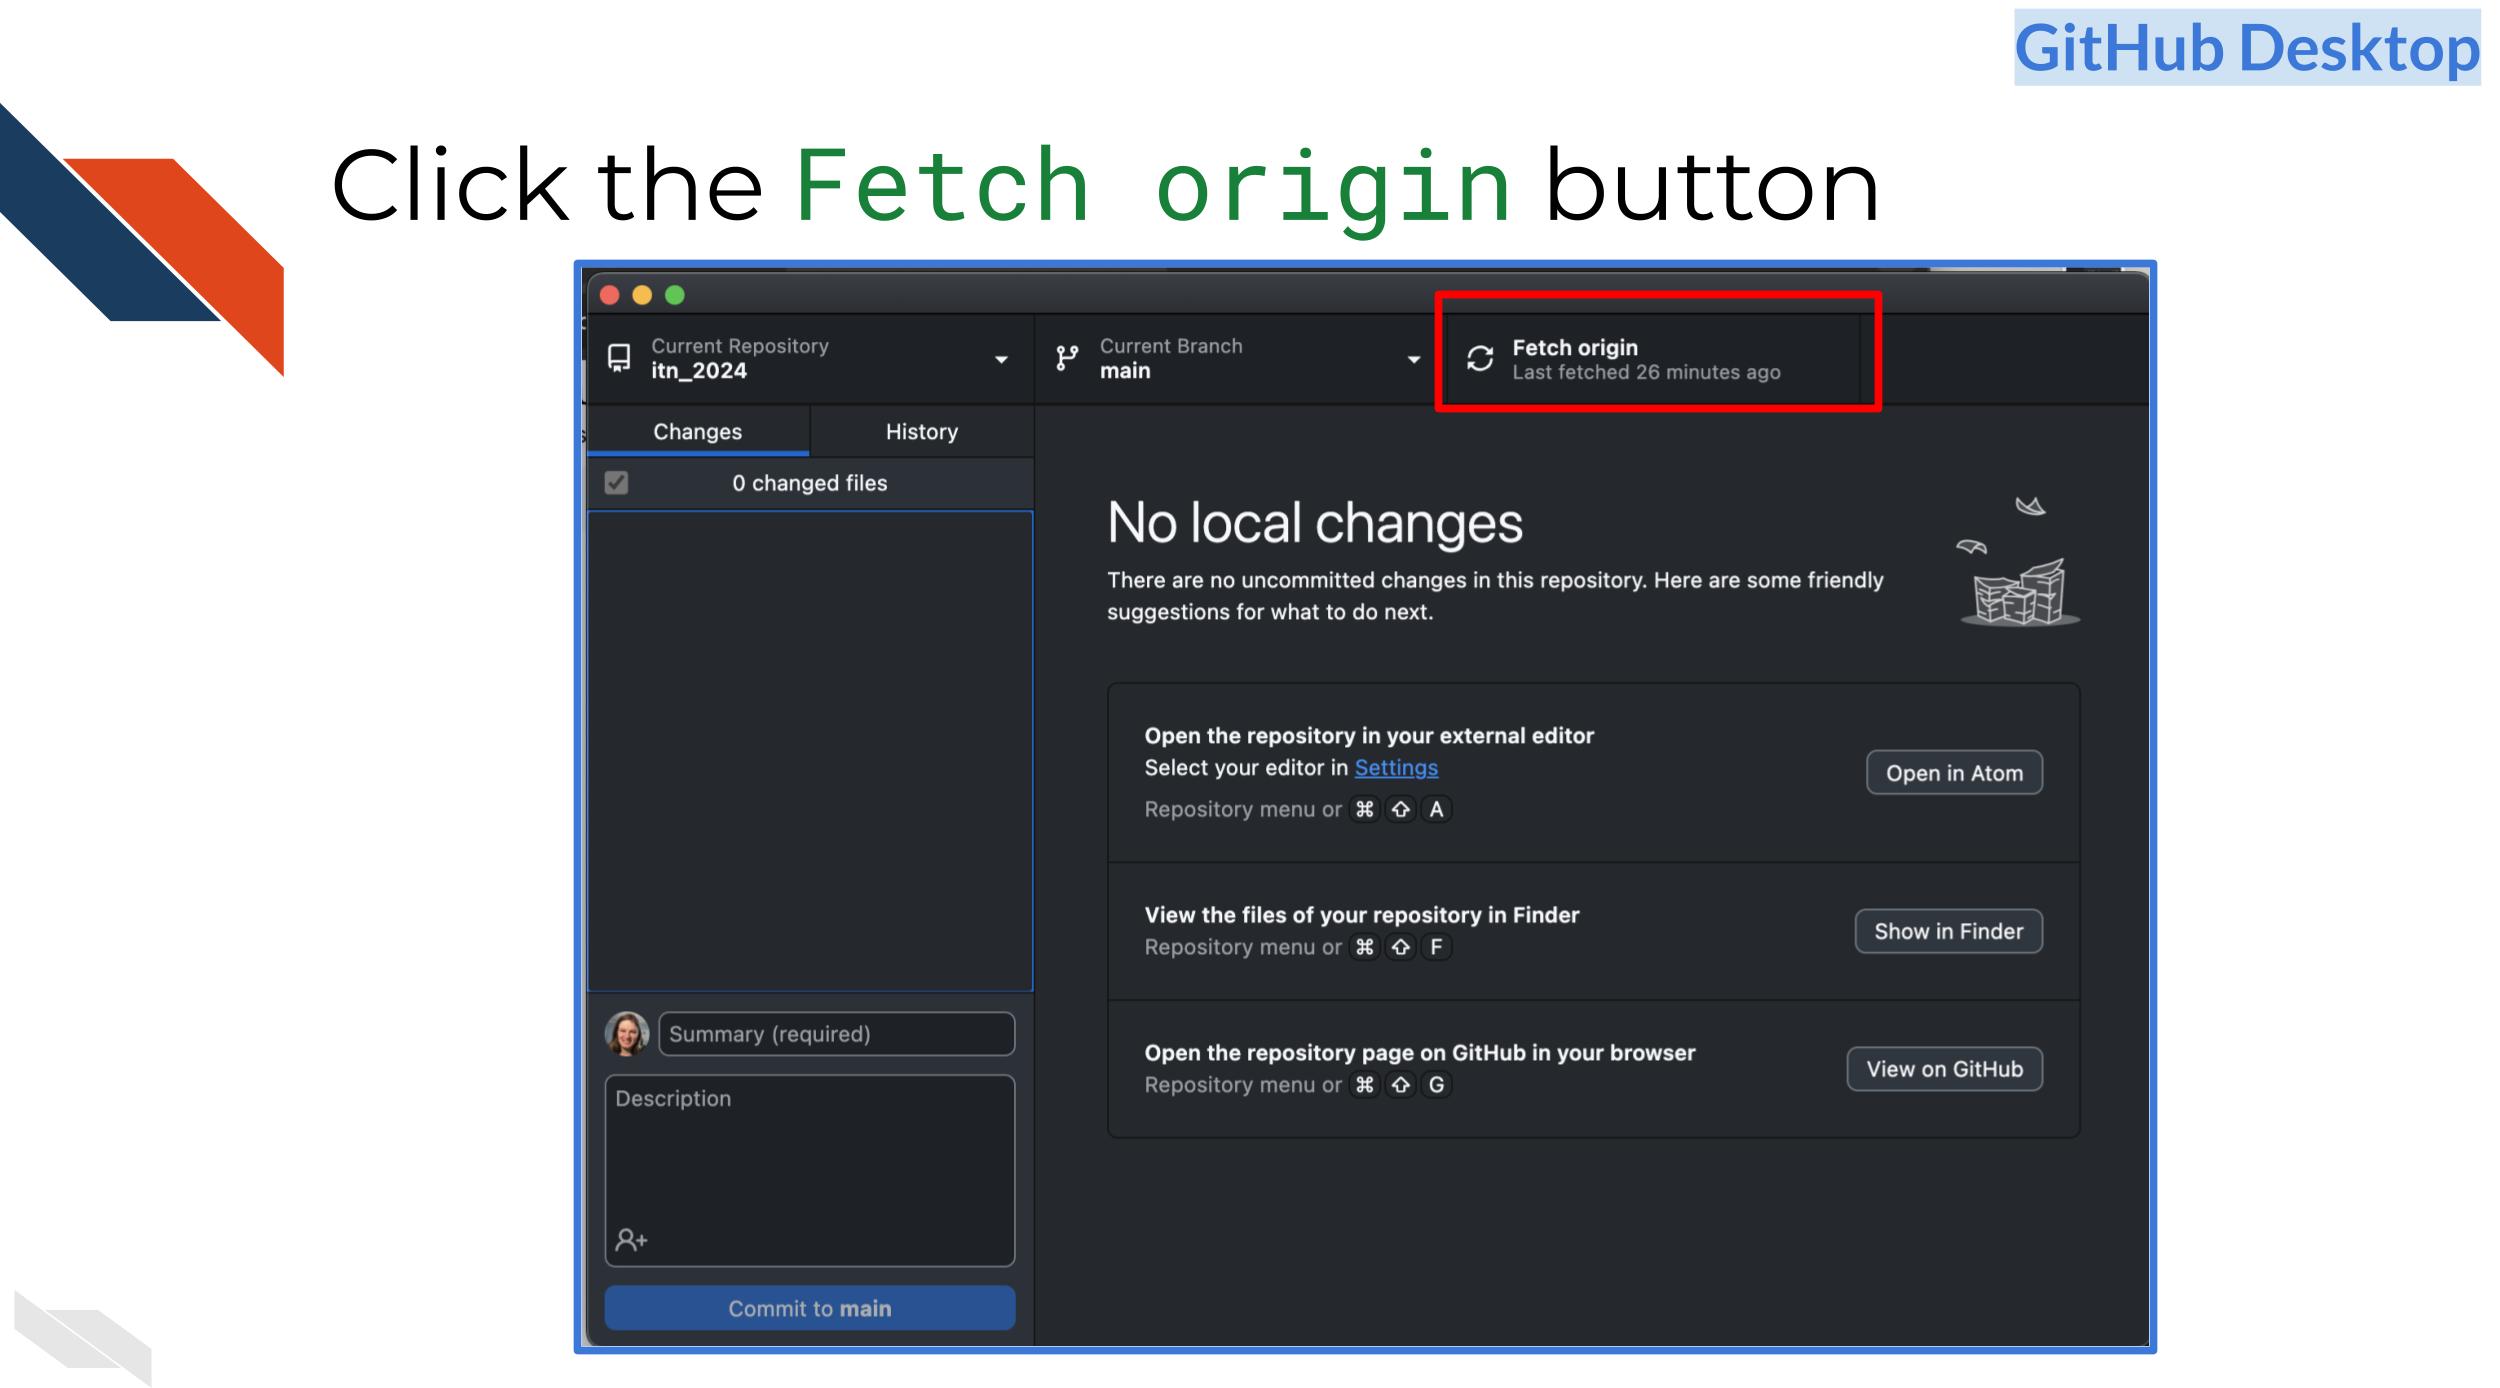 GitHub Desktop
Click the Fetch origin button
Current Repository
itn_2024
Current Branch
main
Fetch origin
Last fetched 26 minutes ago
Changes
History
0 changed files
No local changes
There are no uncommitted changes in this repository. Here are some friendly
suggestions for what to do next.
Open the repository in your external editor
Select your editor in Settings
Repository menu or ⌘ ⇧ A
Open in Atom
View the files of your repository in Finder
Repository menu or ⌘ ⇧ F
Show in Finder
Open the repository page on GitHub in your browser
Repository menu or ⌘ ⇧ G
View on GitHub
Summary (required)
Description
Commit to main